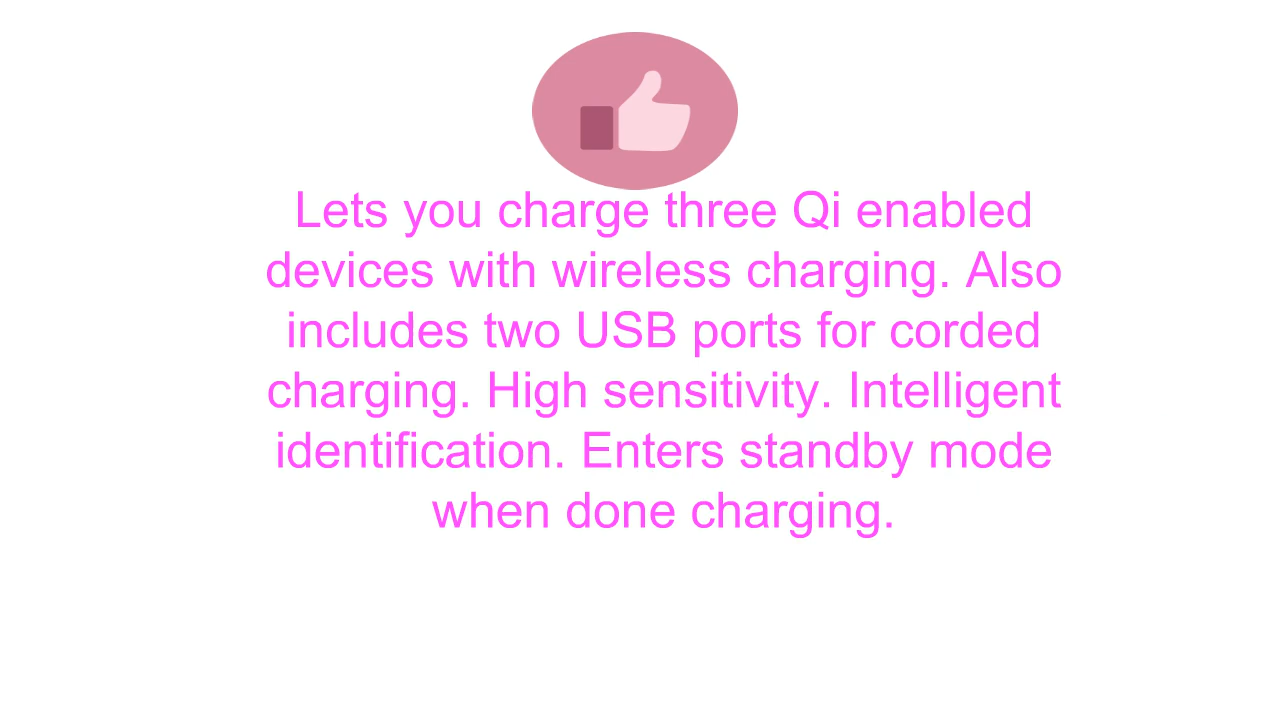 Lets you charge three Qi enabled
devices with wireless charging. Also
includes two USB ports for corded
charging. High sensitivity. Intelligent
identification. Enters standby mode
when done charging.